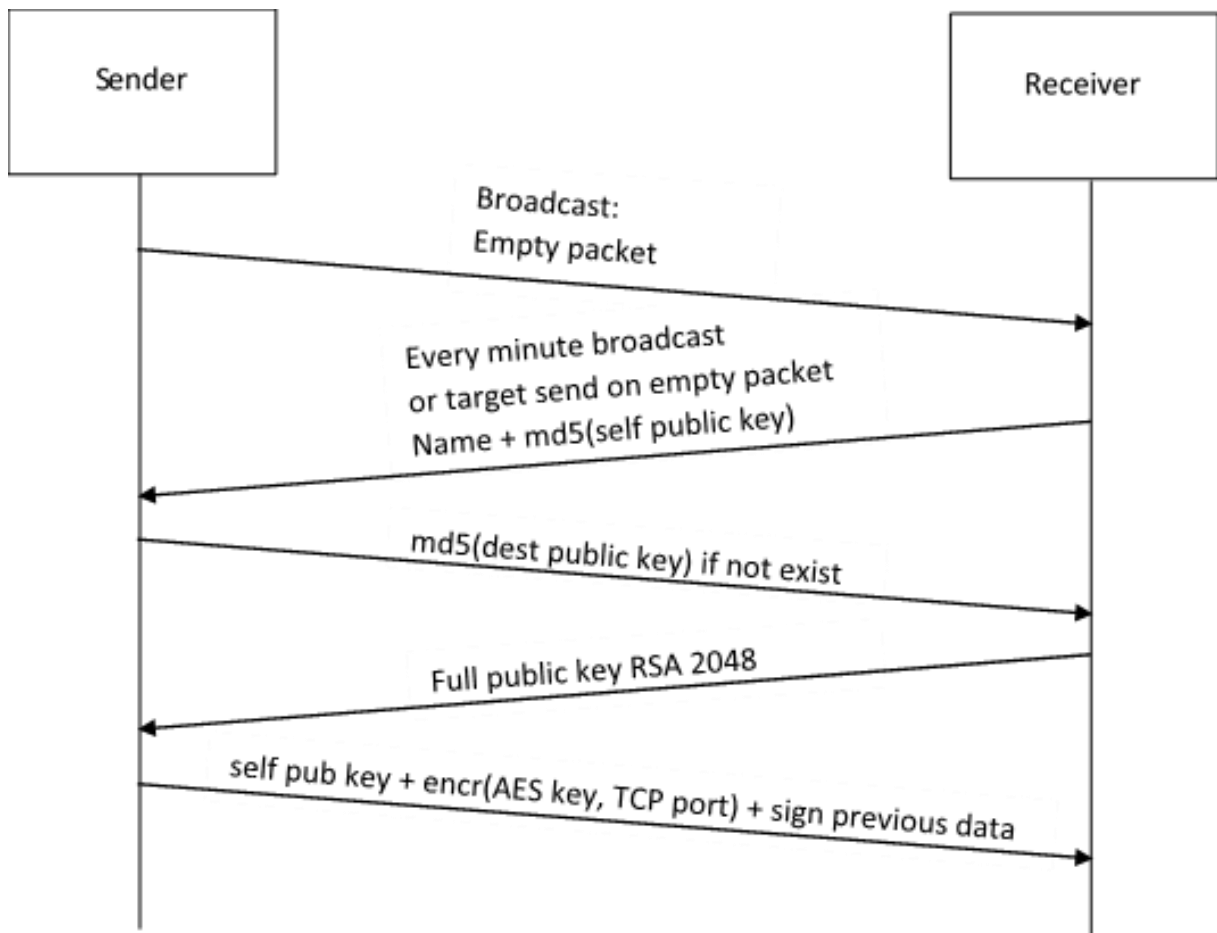 Sender
Receiver
Broadcast:
Empty packet
Every minute broadcast
or target send on empty packet
Name + md5(self public key)
md5(dest public key) if not exist
Full public key RSA 2048
self pub key + encr(AES key, TCP port) + sign previous data